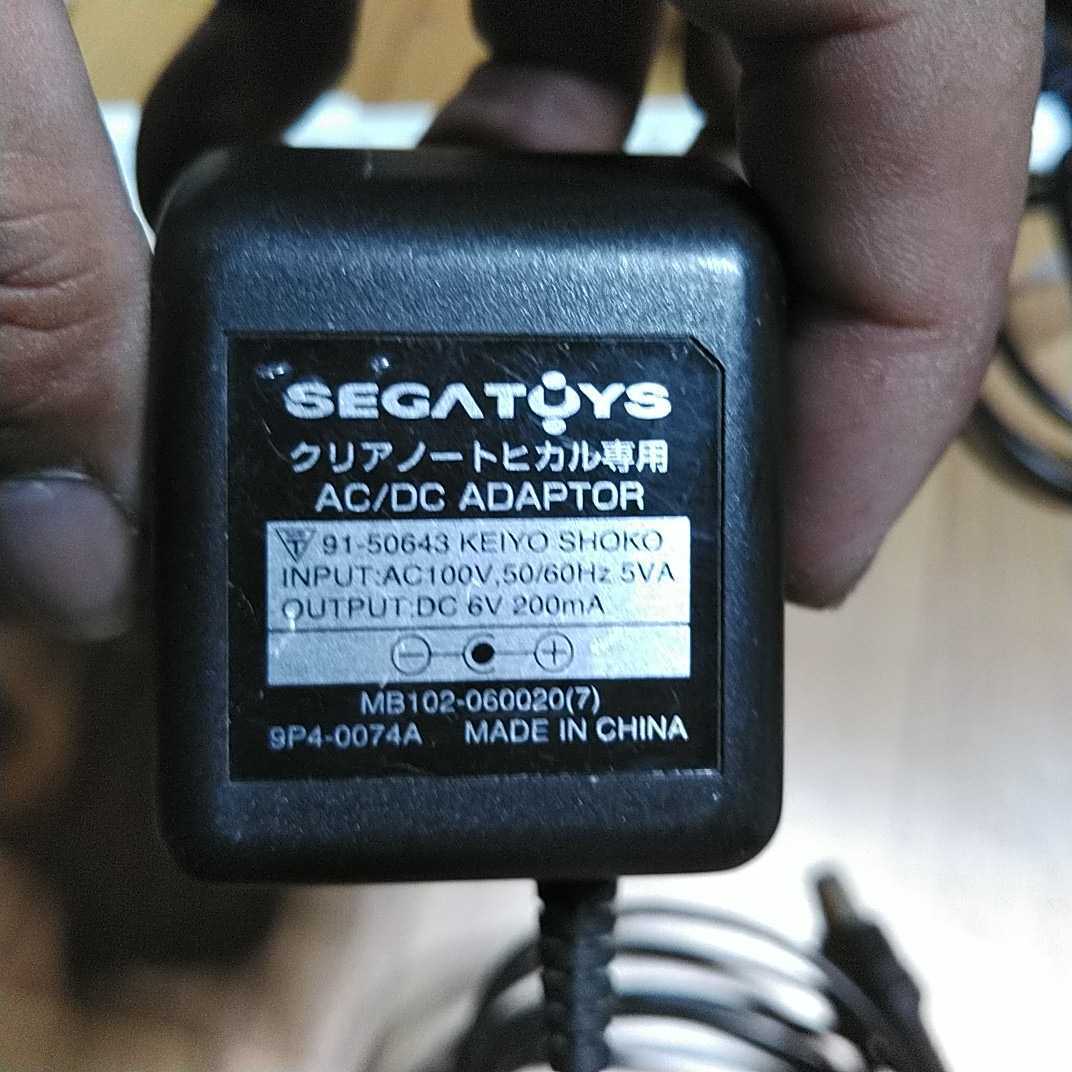 SEGATOYS
クリアノートヒカル専用
AC/DC ADAPTOR
T 91-50643 KEIYO SHOKO
INPUT:AC100V,50/60Hz 5VA
OUTPUT:DC 6V 200mA
MB102-060020(7)
9P4-0074A MADE IN CHINA